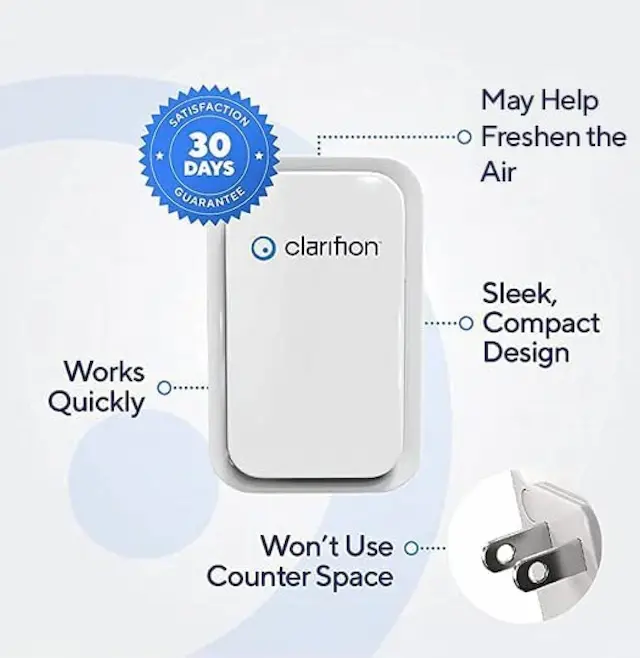 SATISFACTION
30
DAYS
GUARANTEE
May Help
Freshen the
Air
clarifion
Sleek,
Compact
Design
Works
Quickly
Won't Use
Counter Space